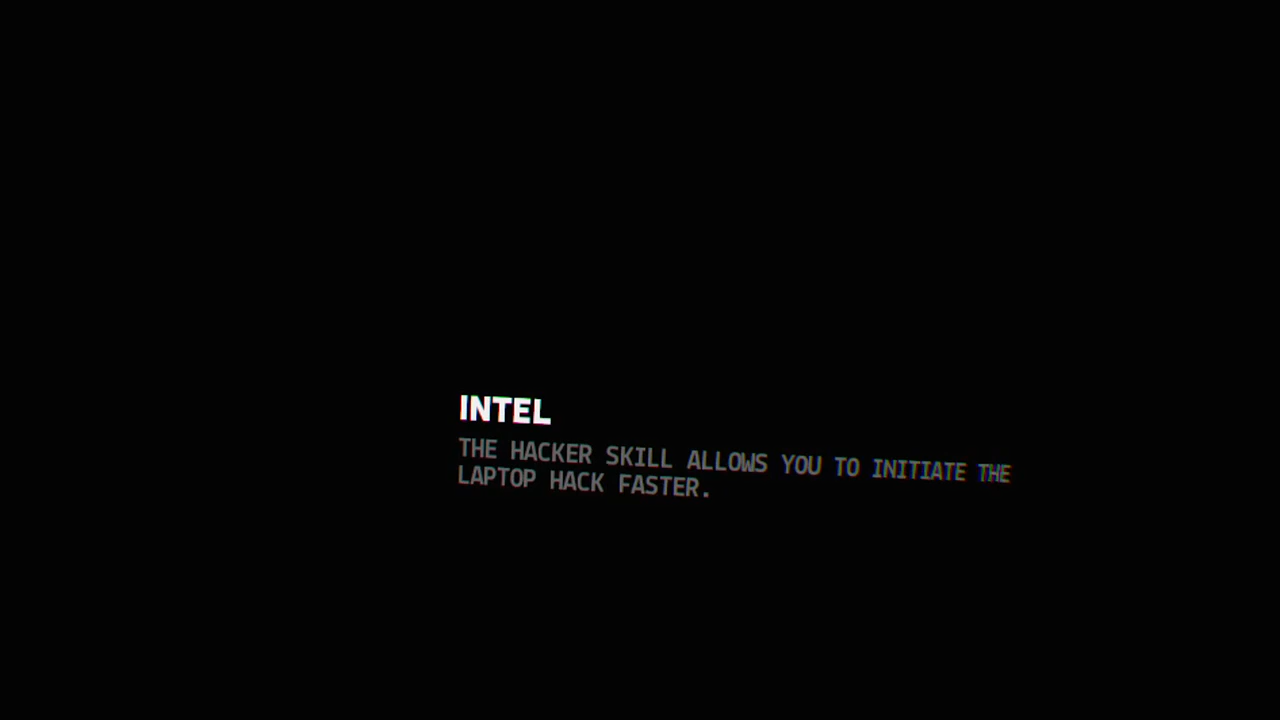 INTEL
THE HACKER SKILL ALLOWS YOU TO INITIATE THE
LAPTOP HACK FASTER.